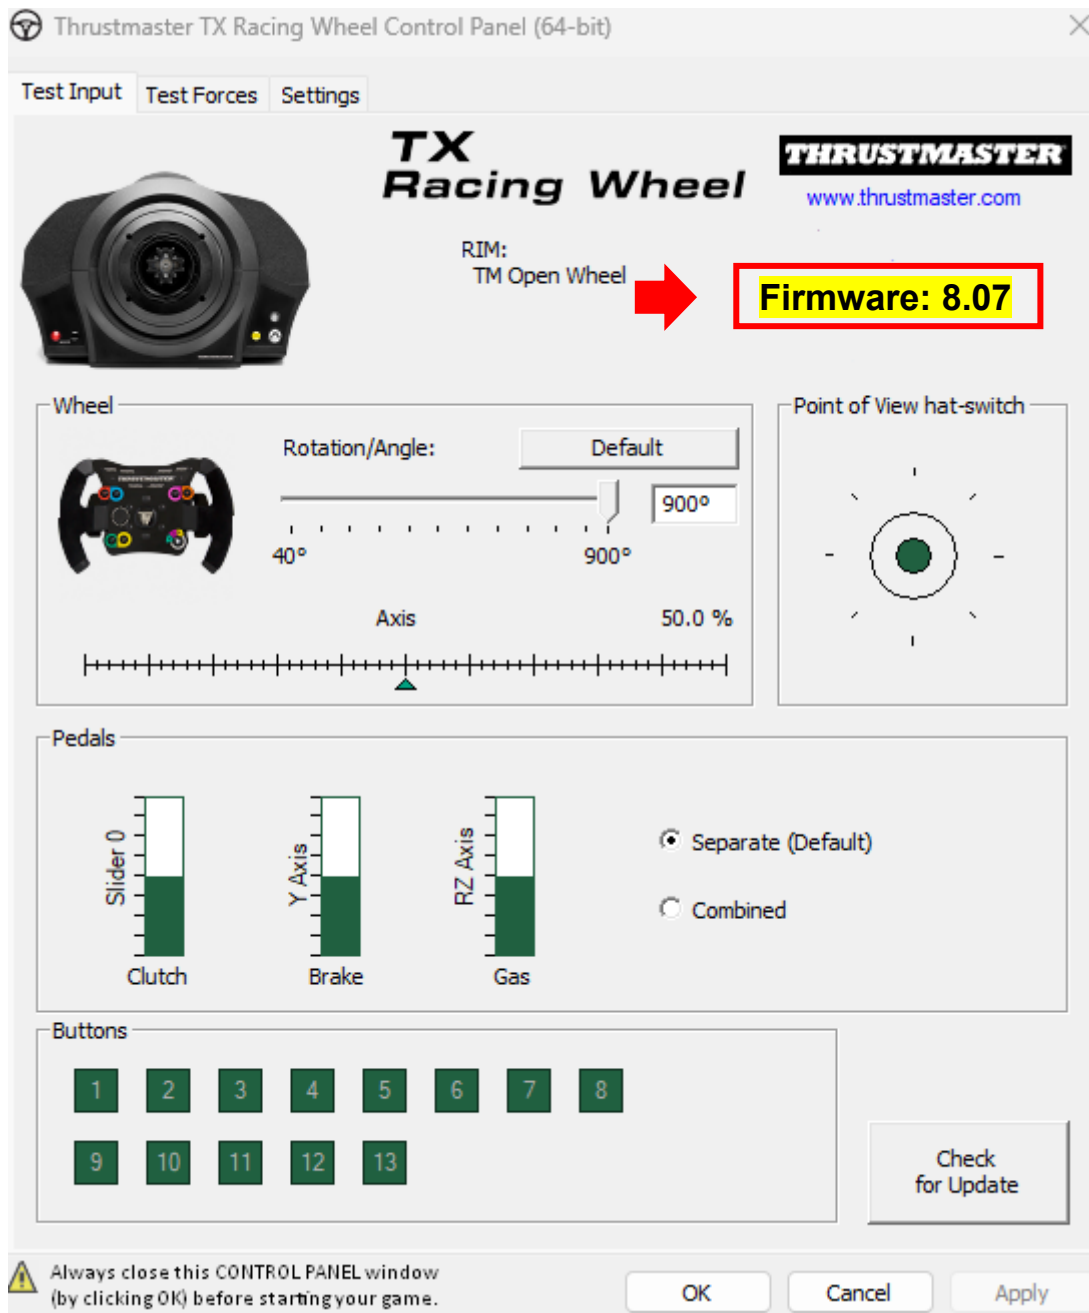 Thrustmaster TX Racing Wheel Control Panel (64-bit)
Test Input Test Forces Settings
TX
Racing Wheel
THRUSTMASTER
www.thrustmaster.com
RIM:
TM Open Wheel
Firmware: 8.07
Wheel
Rotation/Angle:
Default
900°
40°
900°
Axis
50.0 %
Point of View hat-switch
Pedals
Slider 0
Clutch
Y Axis
Brake
RZ Axis
Gas
Separate (Default)
Combined
Buttons
1 2 3 4 5 6 7 8
9 10 11 12 13
Check
for Update
Always close this CONTROL PANEL window
(by clicking OK) before starting your game.
OK Cancel Apply